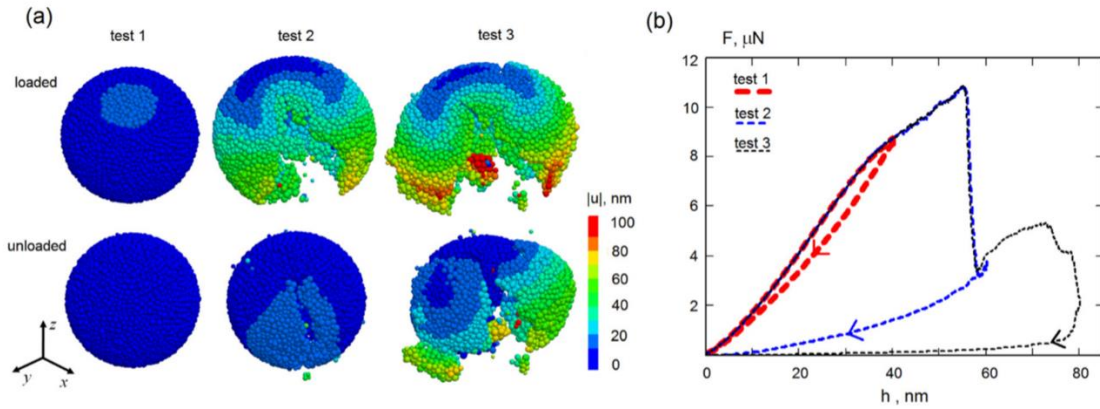 (a)
test 1 test 2 test 3
loaded
unloaded
|u|, nm
100
80
60
40
20
0
z
y x
(b)
F, μN
12
10
8
6
4
2
test 1
test 2
test 3
0 20 40 60 80
h , nm